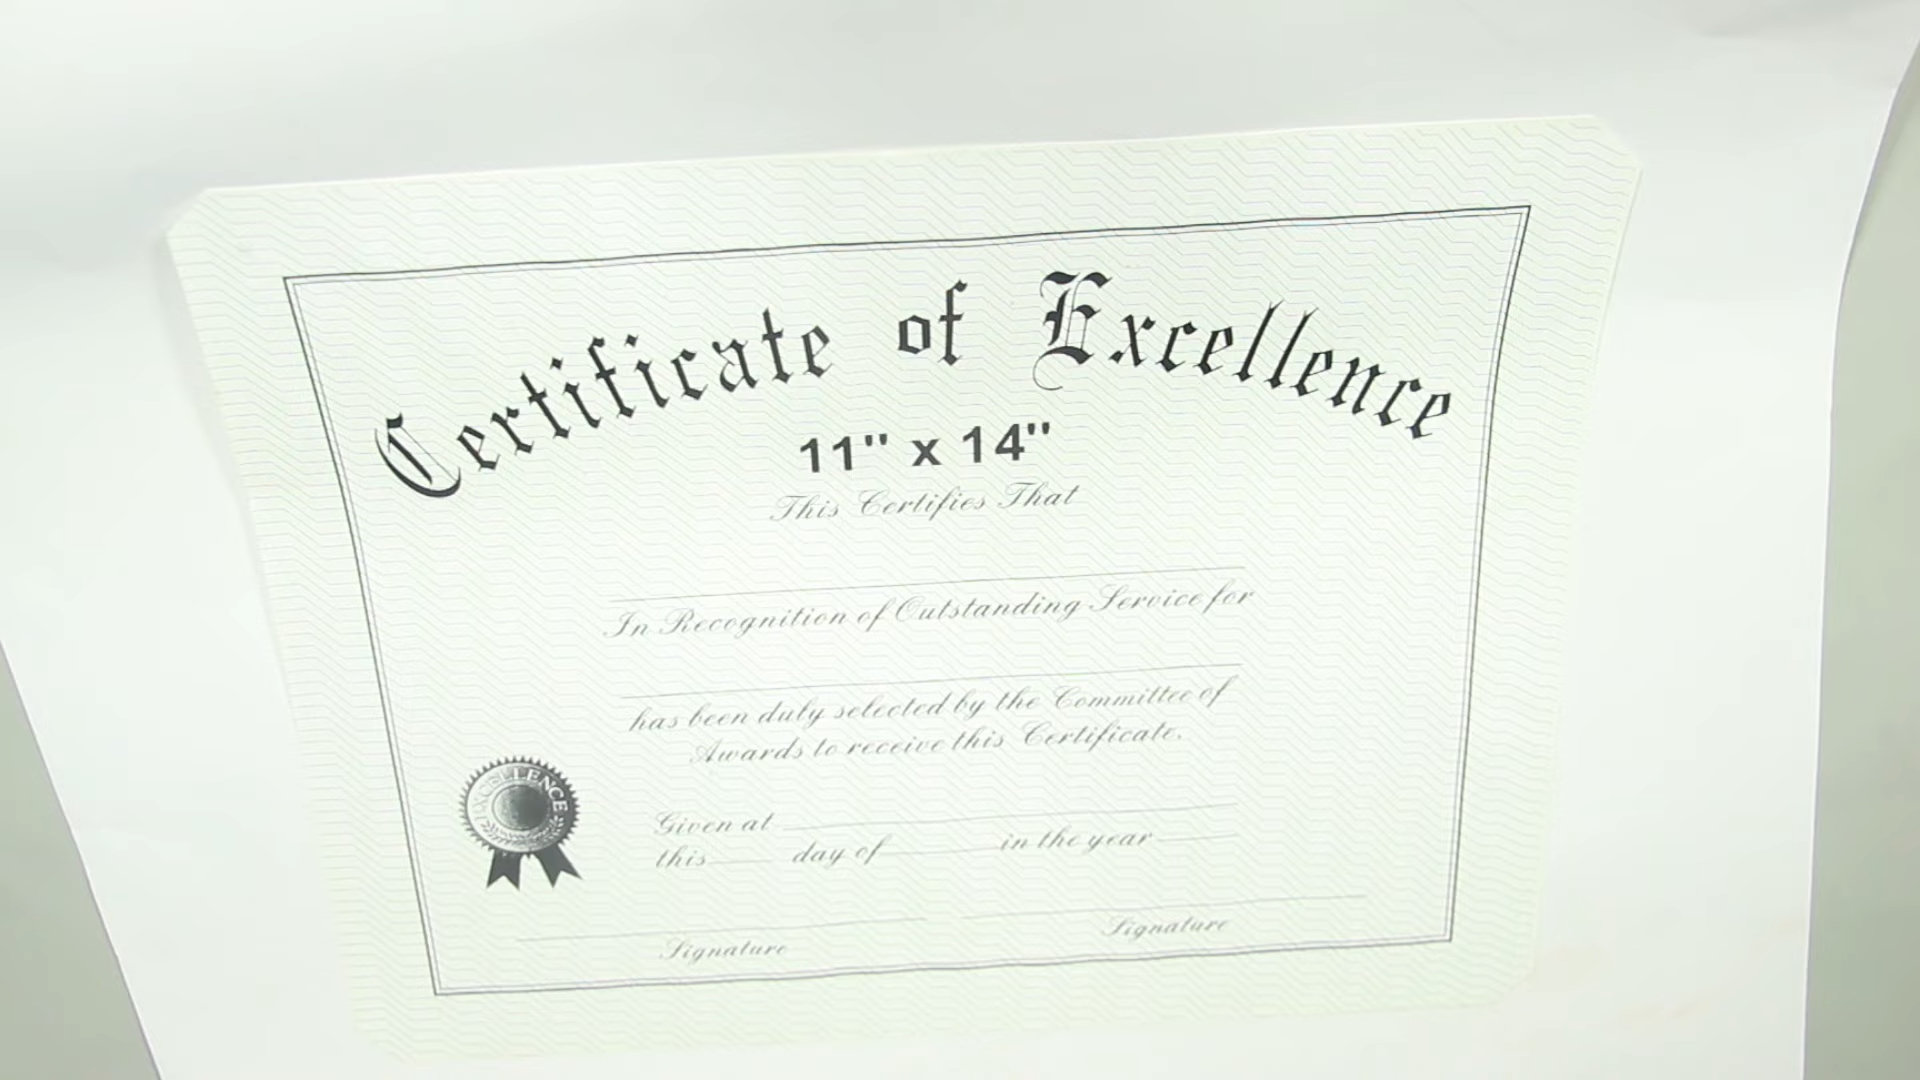 Certificate of Excellence
11" x 14"
This Certifies That
In Recognition of Outstanding Service for
has been duly selected by the Committee of
Awards to receive this Certificate.
EXCELLENCE
Given at
this day of in the year
Signature Signature